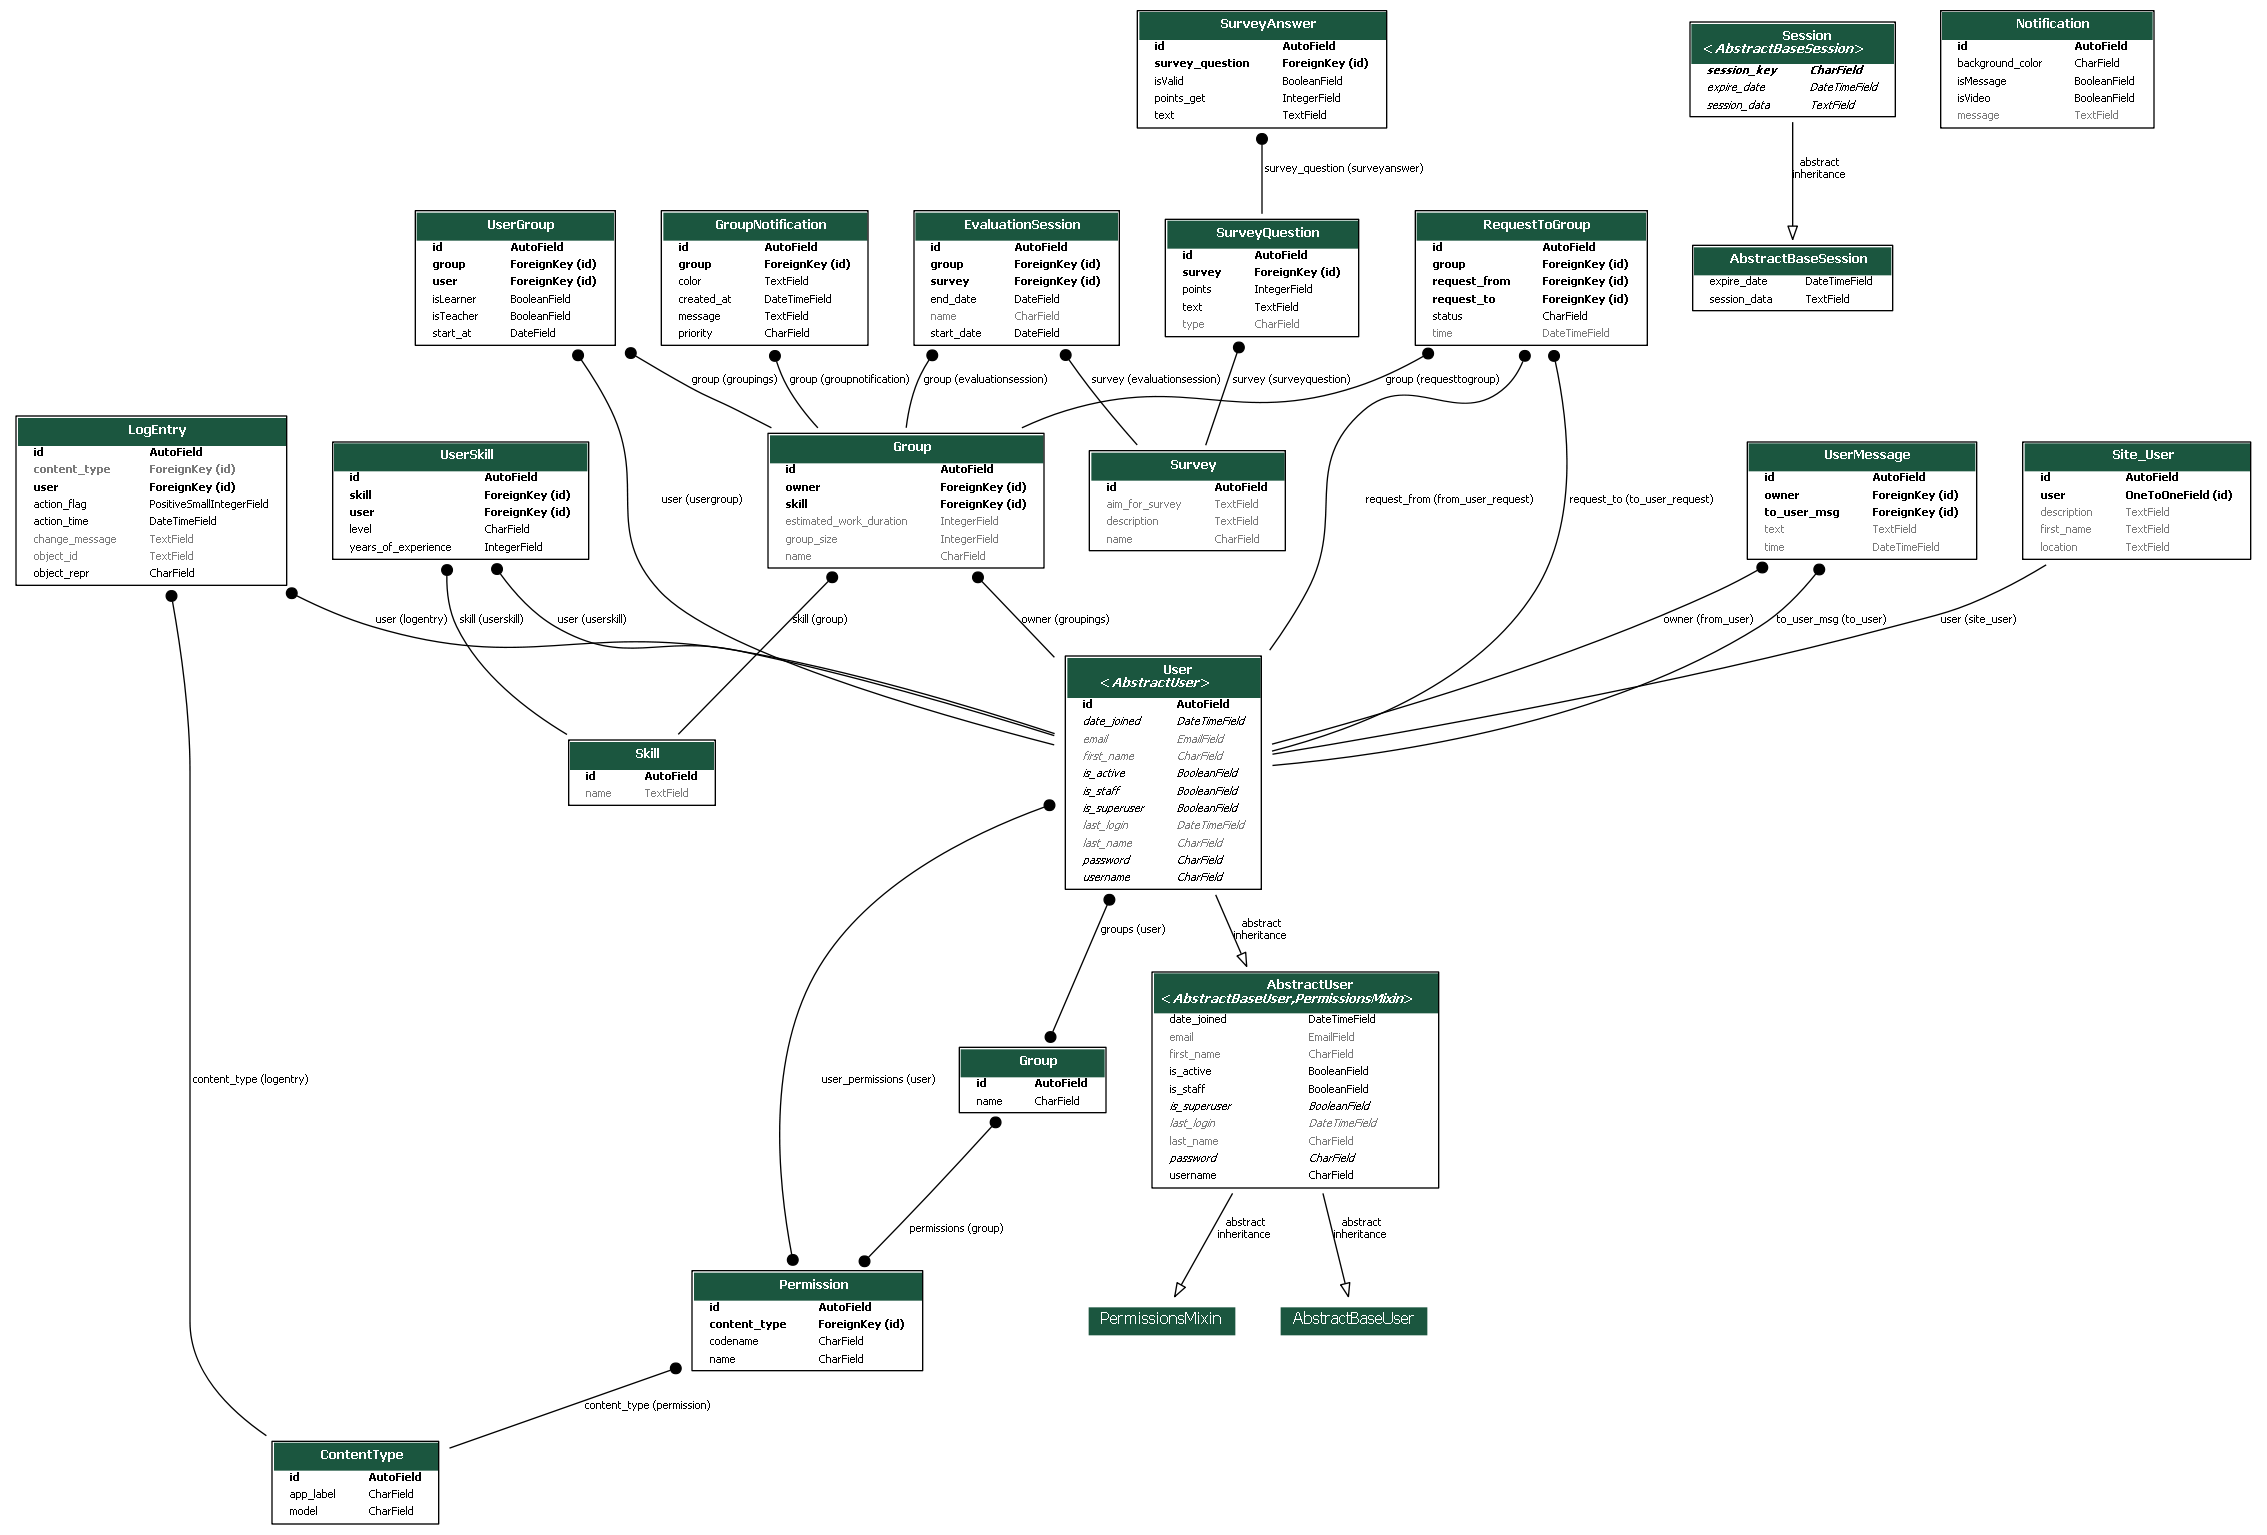 SurveyAnswer
id AutoField
survey_question ForeignKey (id)
isValid BooleanField
points_get IntegerField
text TextField
Session
<AbstractBaseSession>
session_key CharField
expire_date DateTimeField
session_data TextField
Notification
id AutoField
background_color CharField
isMessage BooleanField
isVideo BooleanField
message TextField
survey_question (surveyanswer)
abstract
inheritance
UserGroup
id AutoField
group ForeignKey (id)
user ForeignKey (id)
isLearner BooleanField
isTeacher BooleanField
start_at DateField
GroupNotification
id AutoField
group ForeignKey (id)
color TextField
created_at DateTimeField
message TextField
priority CharField
EvaluationSession
id AutoField
group ForeignKey (id)
survey ForeignKey (id)
end_date DateField
name CharField
start_date DateField
SurveyQuestion
id AutoField
survey ForeignKey (id)
points IntegerField
text TextField
type CharField
RequestToGroup
id AutoField
group ForeignKey (id)
request_from ForeignKey (id)
request_to ForeignKey (id)
status CharField
time DateTimeField
AbstractBaseSession
expire_date DateTimeField
session_data TextField
group (groupings)
group (groupnotification)
group (evaluationsession)
survey (evaluationsession)
survey (surveyquestion)
group (requesttogroup)
LogEntry
id AutoField
content_type ForeignKey (id)
user ForeignKey (id)
action_flag PositiveSmallIntegerField
action_time DateTimeField
change_message TextField
object_id TextField
object_repr CharField
UserSkill
id AutoField
skill ForeignKey (id)
user ForeignKey (id)
level CharField
years_of_experience IntegerField
user (usergroup)
Group
id AutoField
owner ForeignKey (id)
skill ForeignKey (id)
estimated_work_duration IntegerField
group_size IntegerField
name CharField
Survey
id AutoField
aim_for_survey TextField
description TextField
name CharField
request_from (from_user_request)
request_to (to_user_request)
UserMessage
id AutoField
owner ForeignKey (id)
to_user_msg ForeignKey (id)
text TextField
time DateTimeField
Site_User
id AutoField
user OneToOneField (id)
description TextField
first_name TextField
location TextField
user (logentry)
skill (userskill)
user (userskill)
skill (group)
owner (groupings)
owner (from_user)
to_user_msg (to_user)
user (site_user)
User
<AbstractUser>
id AutoField
date_joined DateTimeField
email EmailField
first_name CharField
is_active BooleanField
is_staff BooleanField
is_superuser BooleanField
last_login DateTimeField
last_name CharField
password CharField
username CharField
Skill
id AutoField
name TextField
groups (user)
abstract
inheritance
AbstractUser
<AbstractBaseUser,PermissionsMixin>
date_joined DateTimeField
email EmailField
first_name CharField
is_active BooleanField
is_staff BooleanField
is_superuser BooleanField
last_login DateTimeField
last_name CharField
password CharField
username CharField
content_type (logentry)
user_permissions (user)
Group
id AutoField
name CharField
permissions (group)
abstract
inheritance
abstract
inheritance
Permission
id AutoField
content_type ForeignKey (id)
codename CharField
name CharField
PermissionsMixin
AbstractBaseUser
content_type (permission)
ContentType
id AutoField
app_label CharField
model CharField